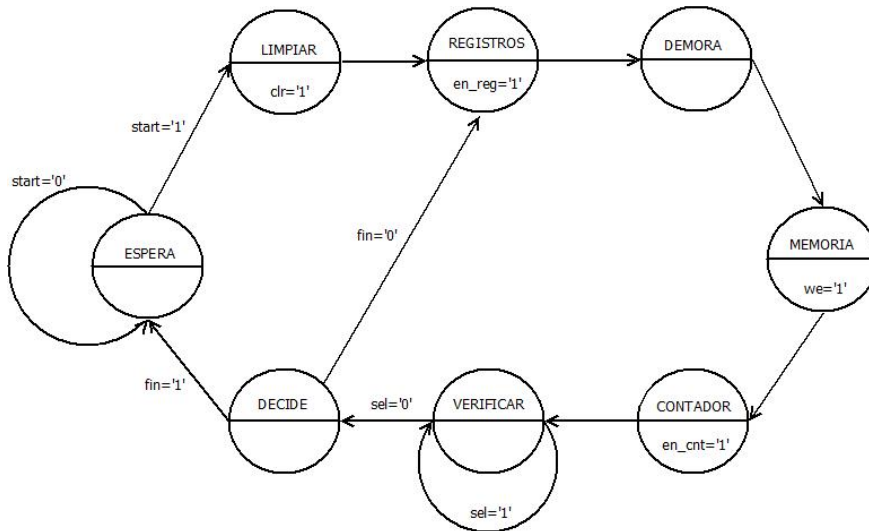 LIMPIAR
clr='1'
REGISTROS
en_reg='1'
DEMORA
start='1'
start='0'
ESPERA
fin='0'
MEMORIA
we='1'
fin='1'
DECIDE
sel='0'
VERIFICAR
CONTADOR
en_cnt='1'
sel='1'